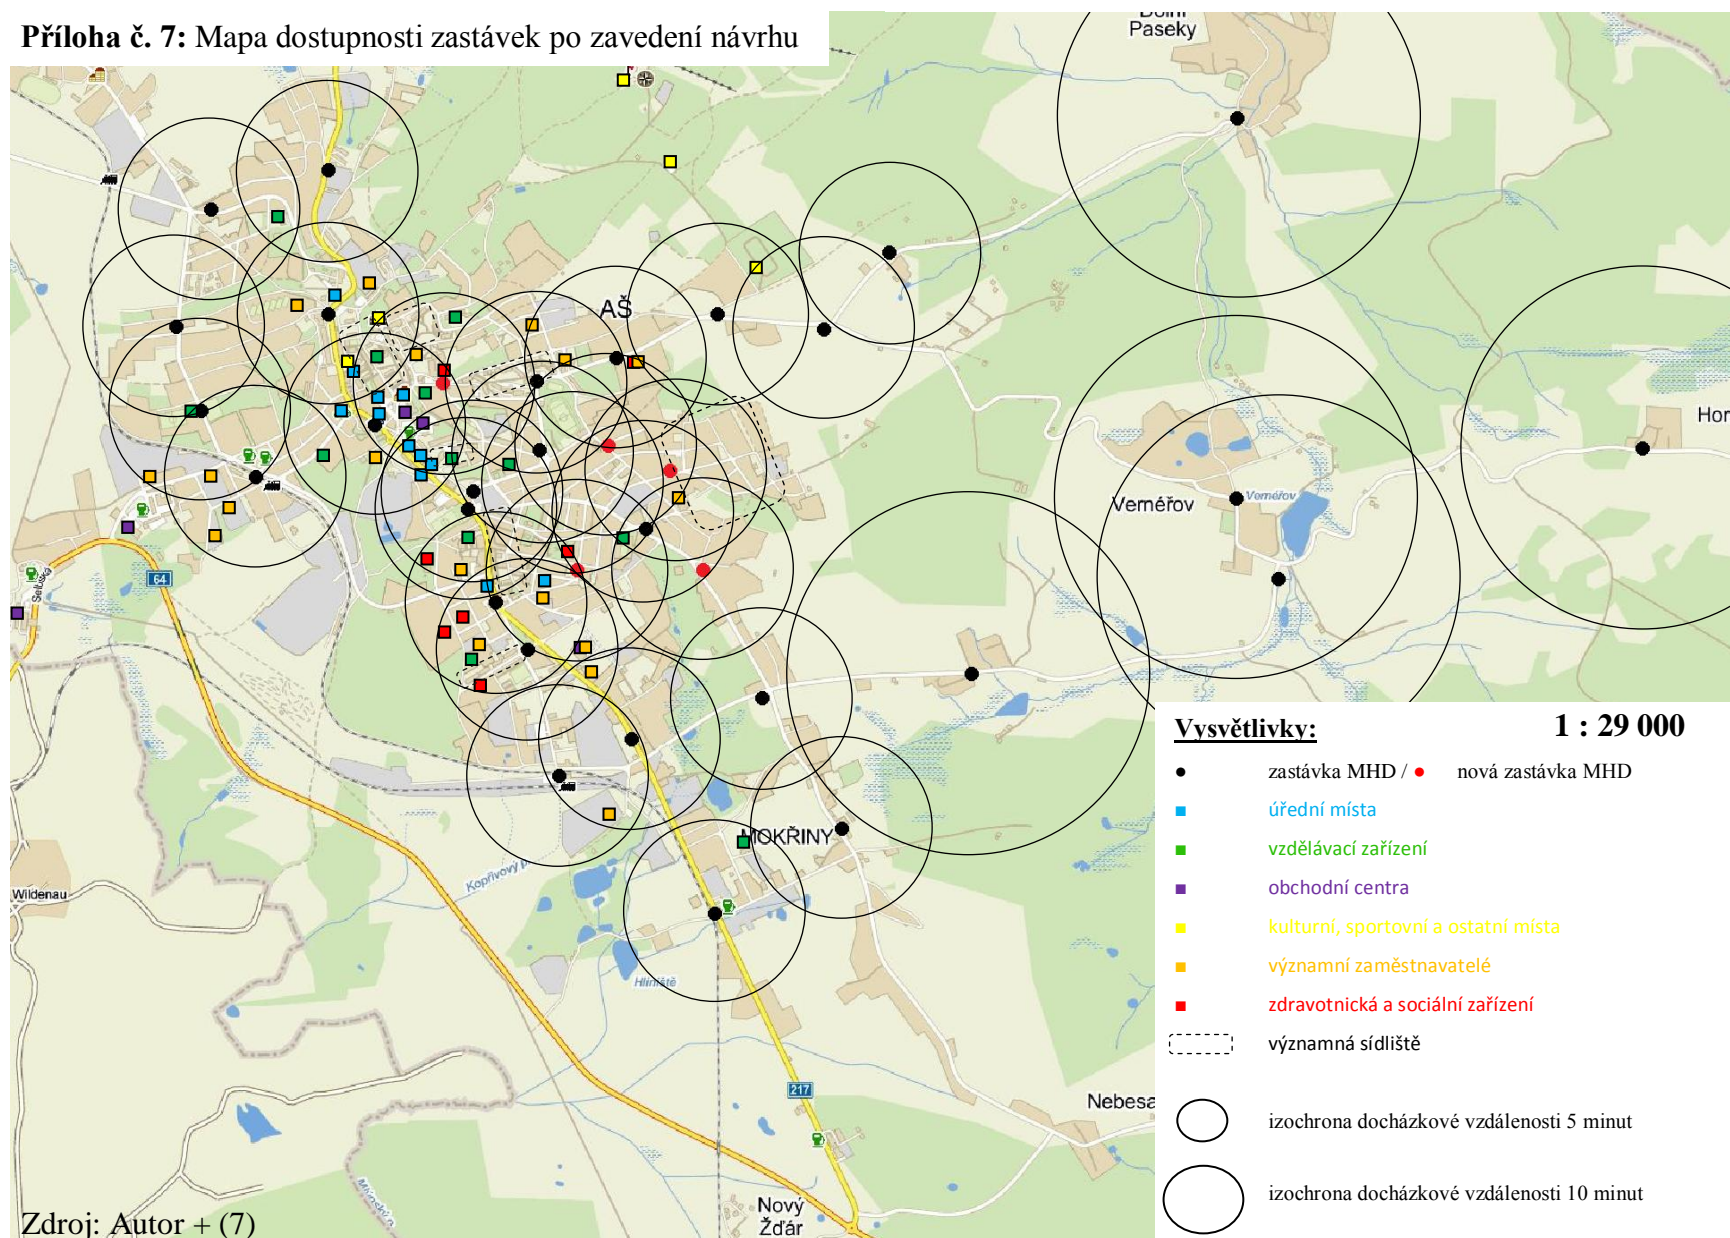 Příloha č. 7: Mapa dostupnosti zastávek po zavedení návrhu
Dolní
Paseky
AŠ
Hor
Vernéřov
Vernéřov
64
Selbská
MOKŘINY
Kopřivový p
Wildenau
Hliniště
217
Nebesa
Nový
Žďár
Vysvětlivky: 1 : 29 000
zastávka MHD / nová zastávka MHD
úřední místa
vzdělávací zařízení
obchodní centra
kulturní, sportovní a ostatní místa
významní zaměstnavatelé
zdravotnická a sociální zařízení
významná sídliště
izochrona docházkové vzdálenosti 5 minut
izochrona docházkové vzdálenosti 10 minut
Zdroj: Autor + (7)